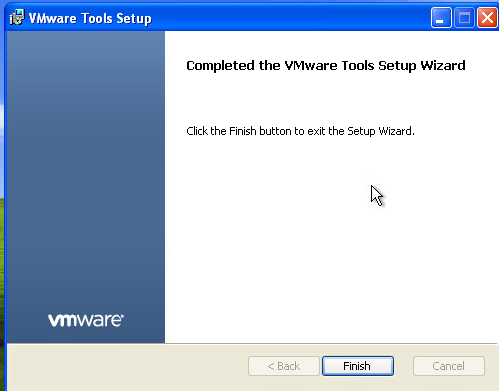 VMware Tools Setup
Completed the VMware Tools Setup Wizard
Click the Finish button to exit the Setup Wizard.
vmware®
< Back
Finish
Cancel